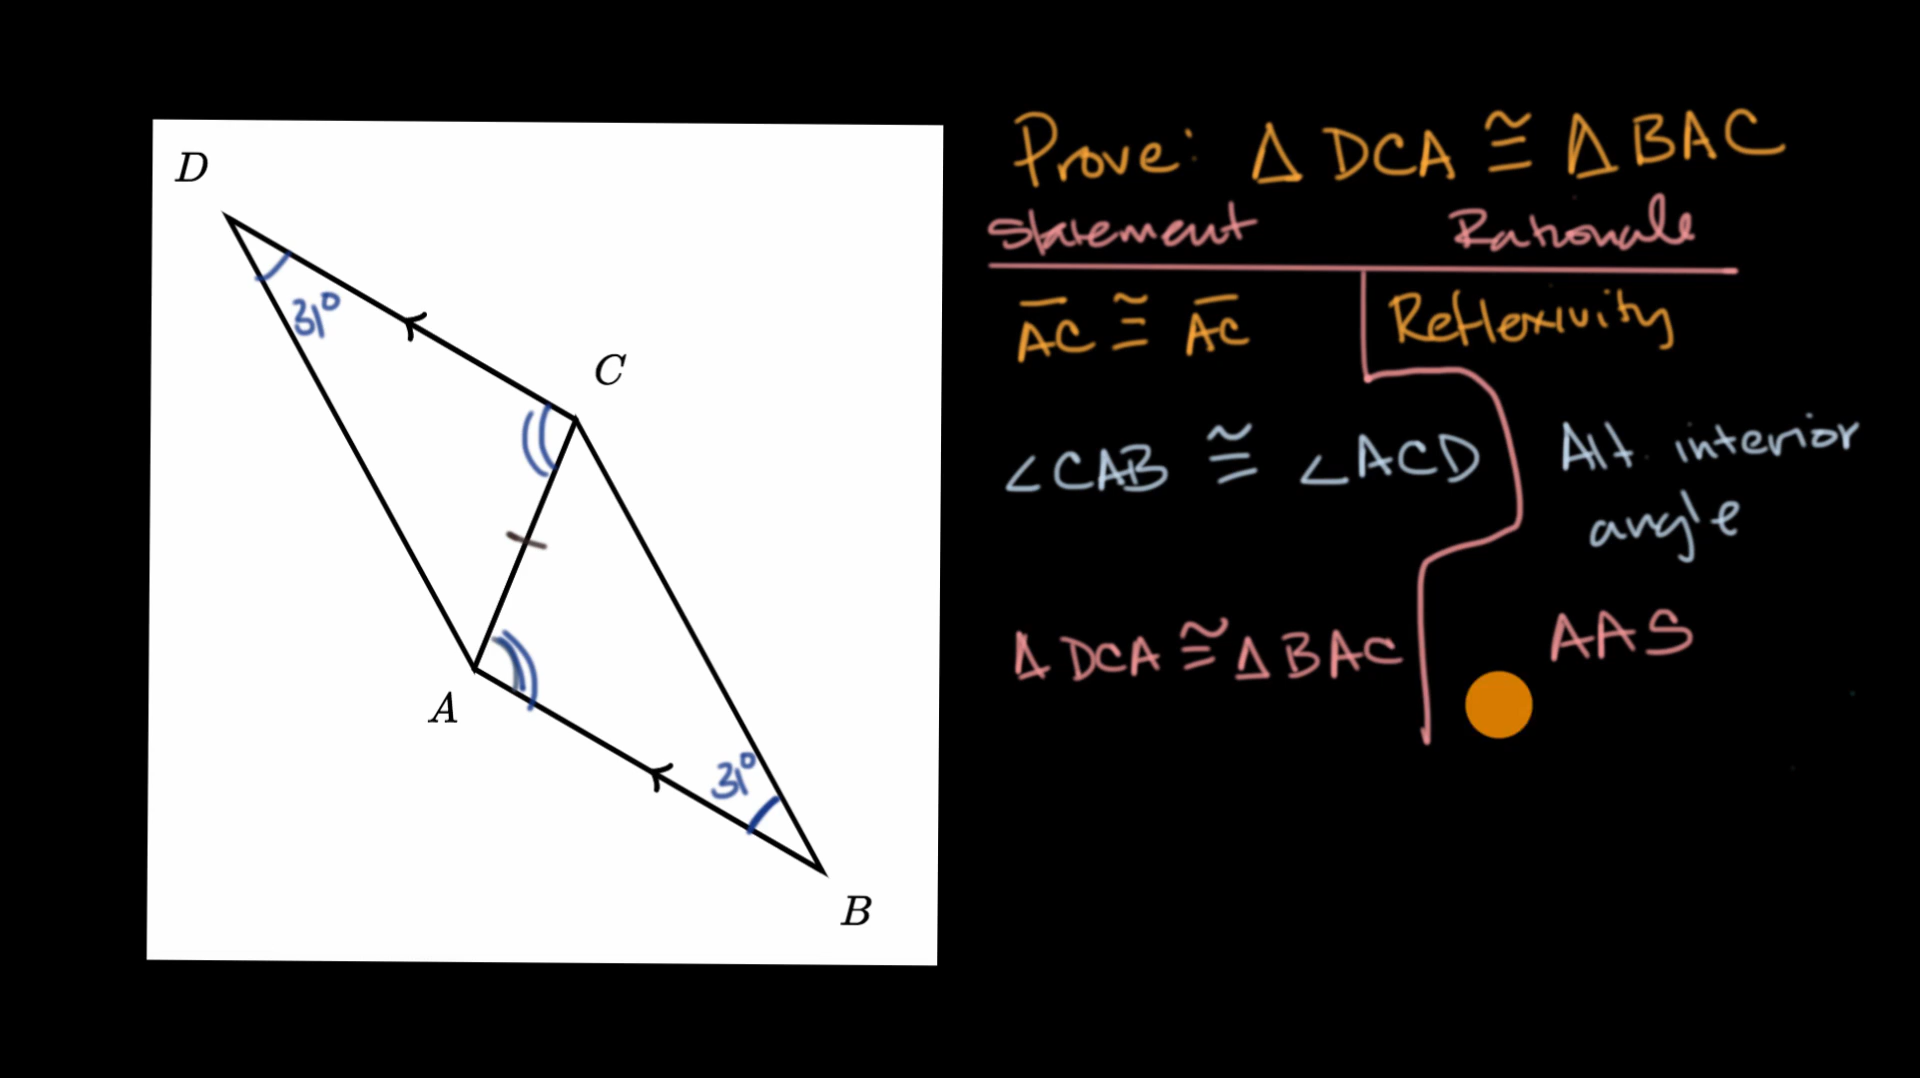 D
31°
C
A
31°
B
Prove: Δ DCA ≅ Δ BAC
Statement Rationale
AC ≅ AC Reflexivity
∠CAB ≅ ∠ACD Alt interior
angle
Δ DCA ≅ Δ BAC AAS